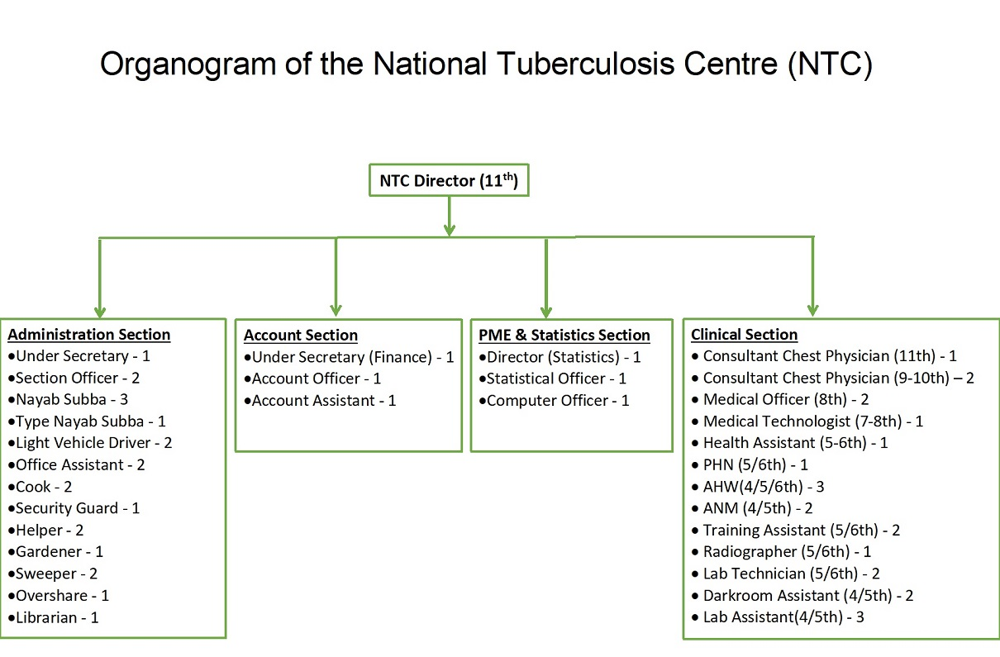 Organogram of the National Tuberculosis Centre (NTC)
NTC Director (11th)
Administration Section
•Under Secretary - 1
•Section Officer - 2
•Nayab Subba - 3
•Type Nayab Subba - 1
•Light Vehicle Driver - 2
•Office Assistant - 2
•Cook - 2
•Security Guard - 1
•Helper - 2
•Gardener - 1
•Sweeper - 2
•Overshare - 1
•Librarian - 1
Account Section
•Under Secretary (Finance) - 1
•Account Officer - 1
•Account Assistant - 1
PME & Statistics Section
•Director (Statistics) - 1
•Statistical Officer - 1
•Computer Officer - 1
Clinical Section
• Consultant Chest Physician (11th) - 1
• Consultant Chest Physician (9-10th) – 2
• Medical Officer (8th) - 2
• Medical Technologist (7-8th) - 1
• Health Assistant (5-6th) - 1
• PHN (5/6th) - 1
• AHW(4/5/6th) - 3
• ANM (4/5th) - 2
• Training Assistant (5/6th) - 2
• Radiographer (5/6th) - 1
• Lab Technician (5/6th) - 2
• Darkroom Assistant (4/5th) - 2
• Lab Assistant(4/5th) - 3